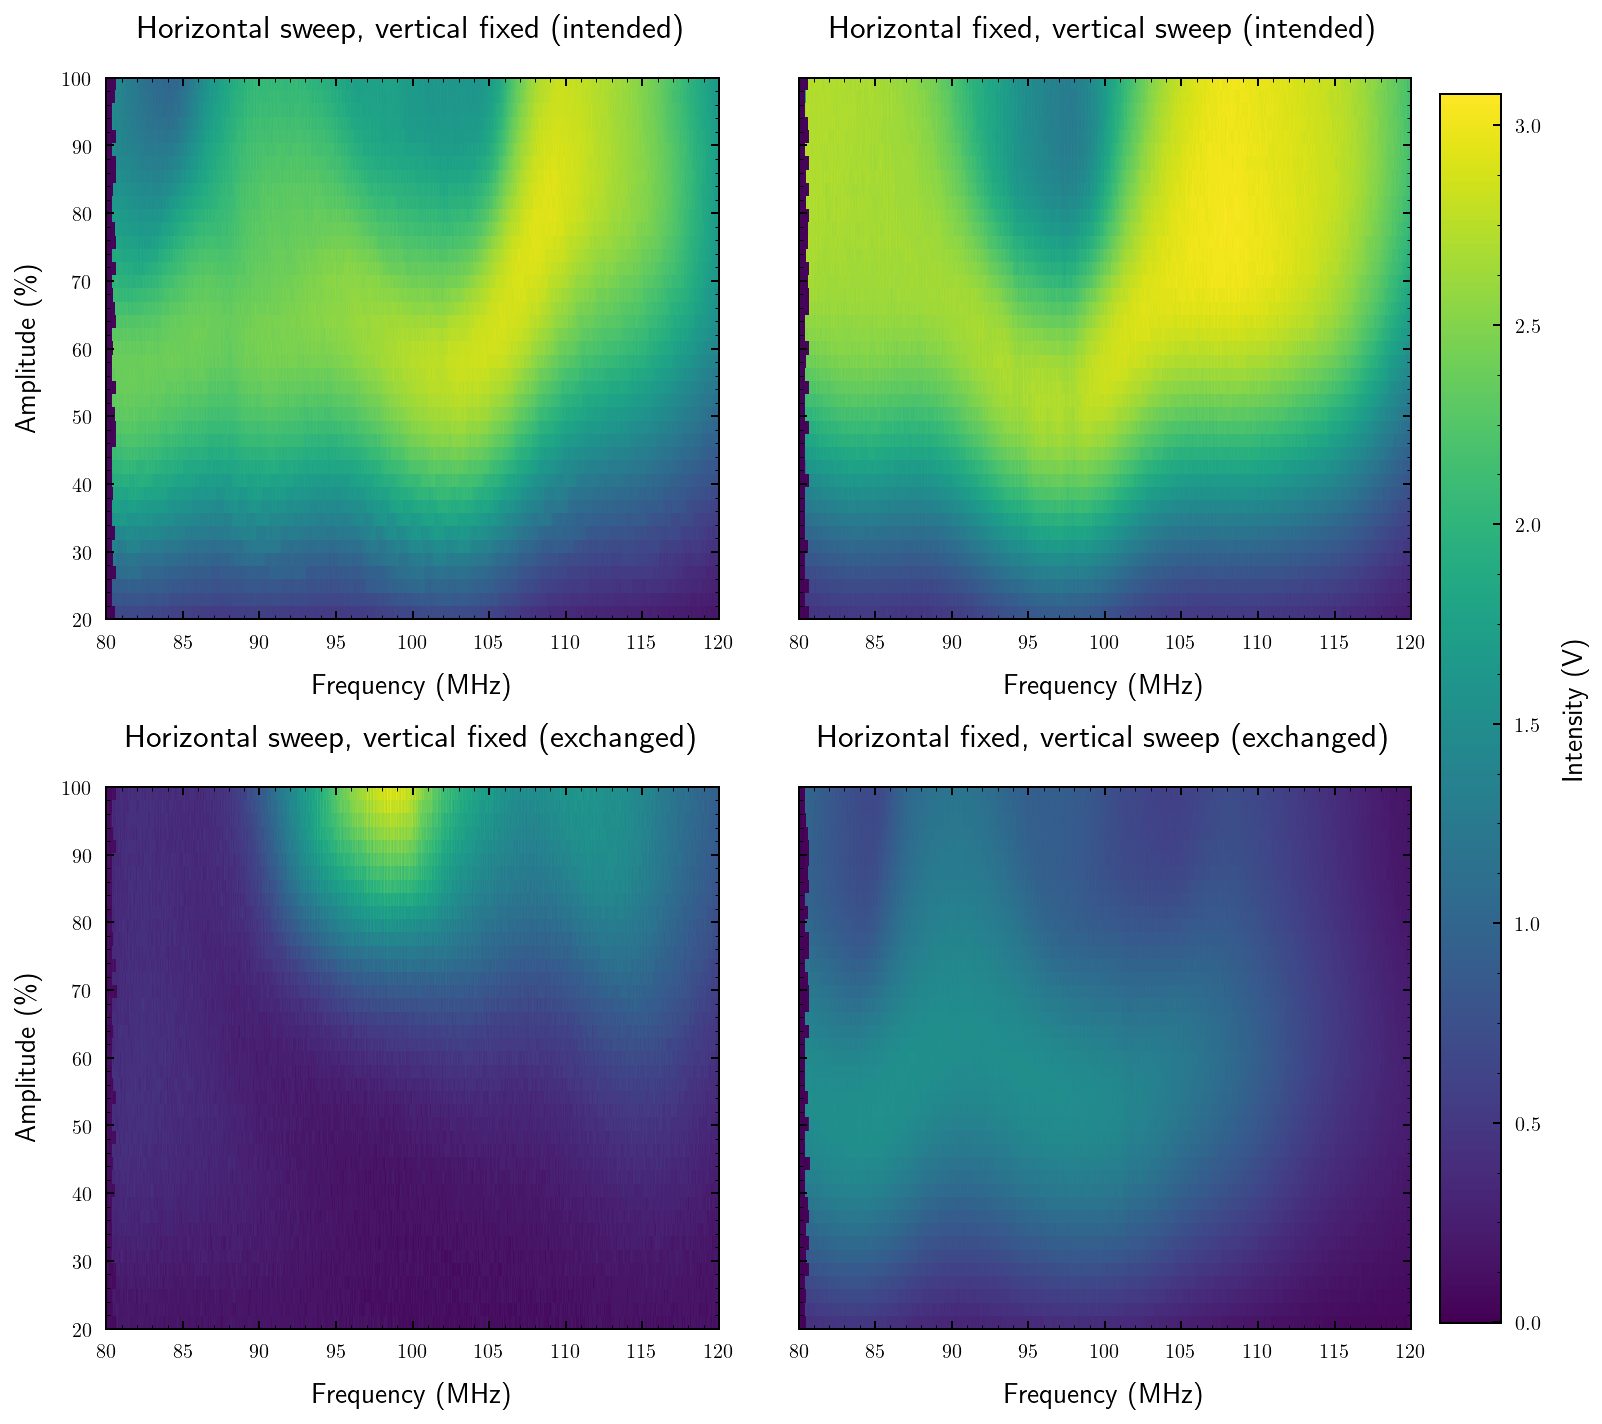 Horizontal sweep, vertical fixed (intended)
Horizontal fixed, vertical sweep (intended)
100
90
80
70
60
50
40
30
20
Amplitude (%)
80 85 90 95 100 105 110 115 120
Frequency (MHz)
80 85 90 95 100 105 110 115 120
Frequency (MHz)
3.0
2.5
2.0
1.5
1.0
0.5
0.0
Intensity (V)
Horizontal sweep, vertical fixed (exchanged)
Horizontal fixed, vertical sweep (exchanged)
100
90
80
70
60
50
40
30
20
Amplitude (%)
80 85 90 95 100 105 110 115 120
Frequency (MHz)
80 85 90 95 100 105 110 115 120
Frequency (MHz)